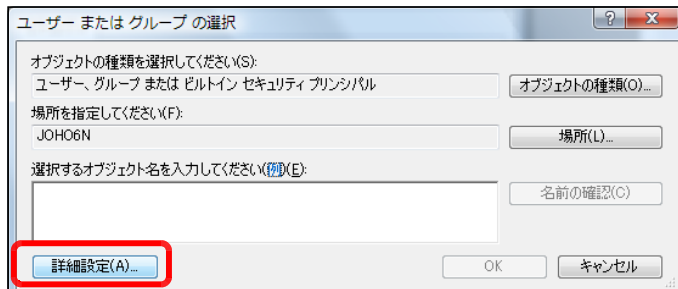 ユーザー または グループ の選択
?
オブジェクトの種類を選択してください(S):
ユーザー、グループ または ビルトイン セキュリティ プリンシパル
オブジェクトの種類(O)...
場所を指定してください(F):
JOHO6N
場所(L)...
選択するオブジェクト名を入力してください(例)(E):
名前の確認(C)
詳細設定(A)...
OK
キャンセル